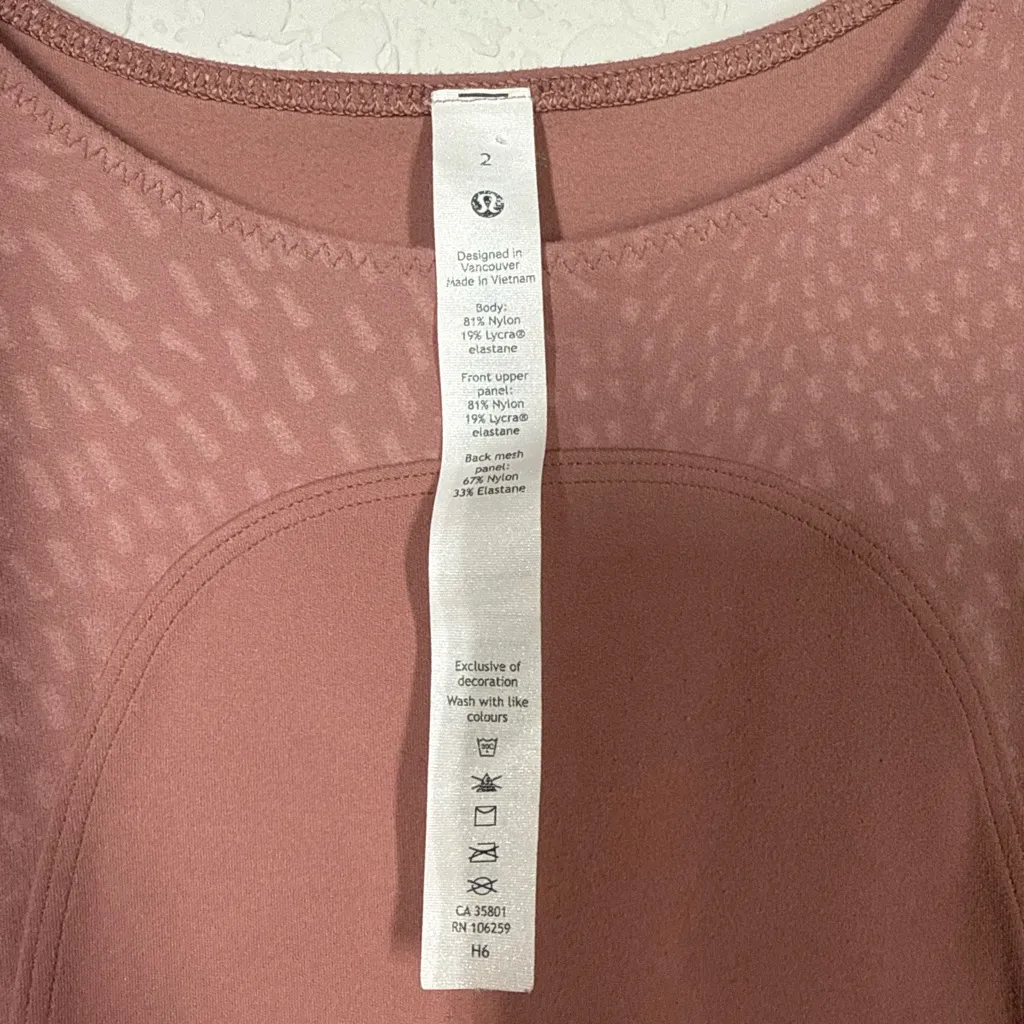 2
Designed in
Vancouver
Made in Vietnam
Body:
81% Nylon
19% Lycra®
elastane
Front upper
panel:
81% Nylon
19% Lycra®
elastane
Back mesh
panel:
67% Nylon
33% Elastane
Exclusive of
decoration
Wash with like
colours
30C
CA 35801
RN 106259
H6